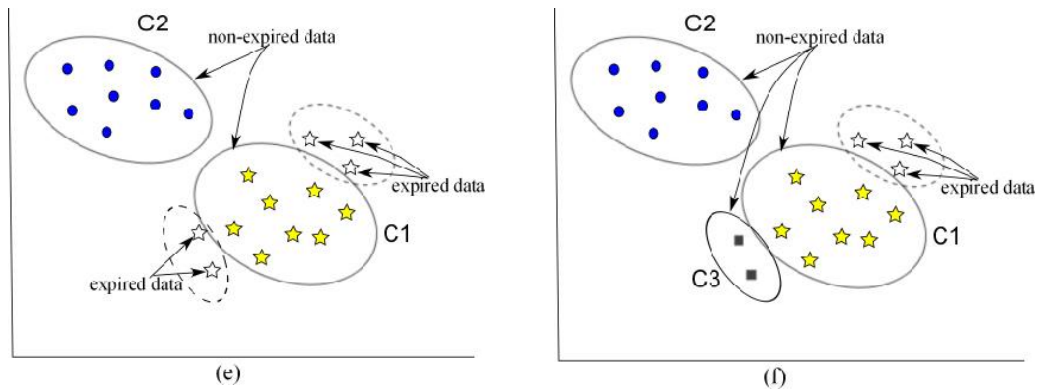 C2
non-expired data
expired data
C1
expired data
(e)
C2
non-expired data
expired data
C1
C3
(f)